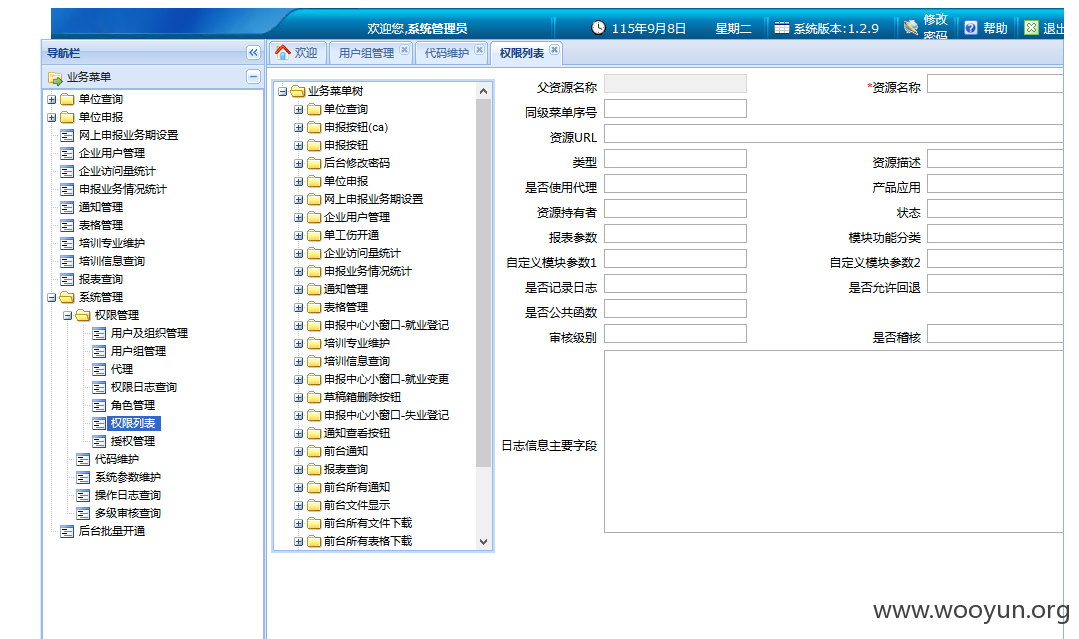 欢迎您,系统管理员
115年9月8日
星期二
系统版本:1.2.9
修改密码
帮助
退出
导航栏
业务菜单
单位查询
单位申报
网上申报业务期设置
企业用户管理
企业访问量统计
申报业务情况统计
通知管理
表格管理
培训专业维护
培训信息查询
报表查询
系统管理
权限管理
用户及组织管理
用户组管理
代理
权限日志查询
角色管理
权限列表
授权管理
代码维护
系统参数维护
操作日志查询
多级审核查询
后台批量开通
欢迎
用户组管理
代码维护
权限列表
业务菜单树
单位查询
申报按钮(ca)
申报按钮
后台修改密码
单位申报
网上申报业务期设置
企业用户管理
单工伤开通
企业访问量统计
申报业务情况统计
通知管理
表格管理
申报中心小窗口-就业登记
培训专业维护
培训信息查询
申报中心小窗口-就业变更
草稿箱删除按钮
申报中心小窗口-失业登记
通知查看按钮
前台通知
报表查询
前台所有通知
前台文件显示
前台所有文件下载
前台所有表格下载
父资源名称
*资源名称
同级菜单序号
资源URL
类型
资源描述
是否使用代理
产品应用
资源持有者
状态
报表参数
模块功能分类
自定义模块参数1
自定义模块参数2
是否记录日志
是否允许回退
是否公共函数
审核级别
是否稽核
日志信息主要字段
www.wooyun.org